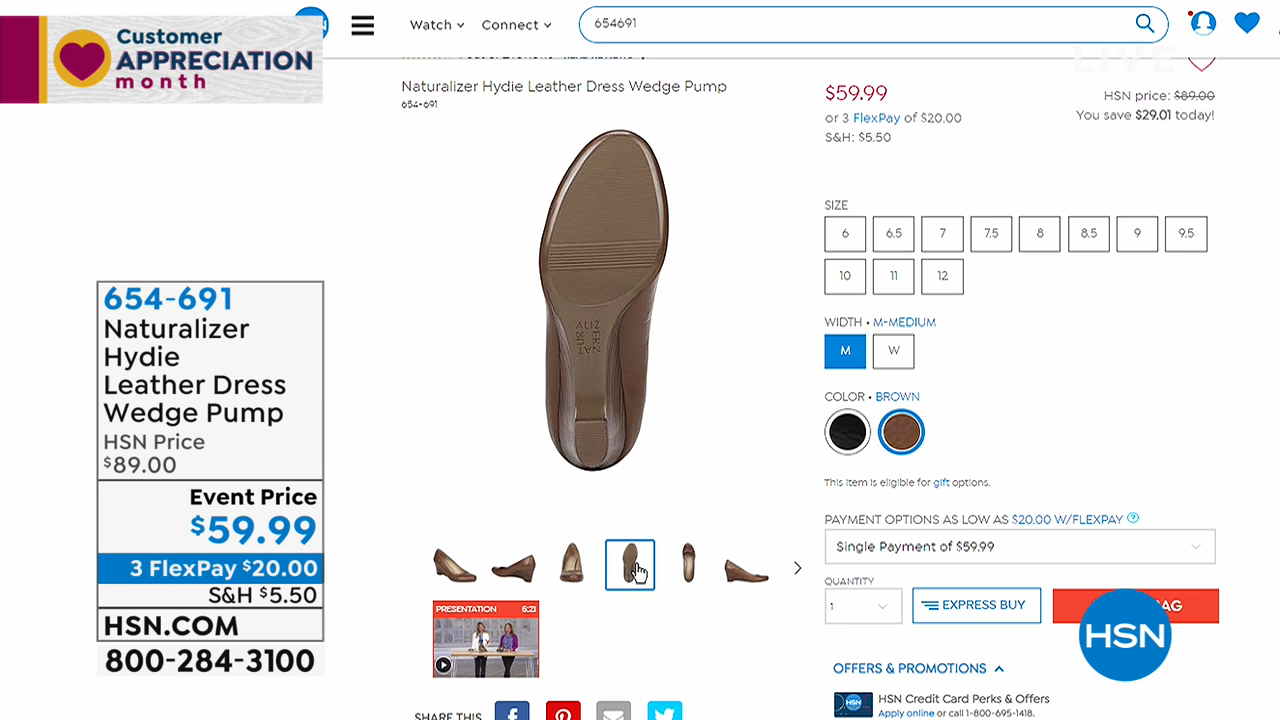 Customer
APPRECIATION
month
Watch
Connect
654691
LIVE
Naturalizer Hydie Leather Dress Wedge Pump
654-691
$59.99
HSN price: $89.00
or 3 FlexPay of $20.00
You save $29.01 today!
S&H: $5.50
SIZE
6
6.5
7
7.5
8
8.5
9
9.5
10
11
12
WIDTH • M-MEDIUM
M
W
COLOR • BROWN
This item is eligible for gift options.
PAYMENT OPTIONS AS LOW AS $20.00 W/FLEXPAY ?
Single Payment of $59.99
QUANTITY
1
EXPRESS BUY
AG
HSN
OFFERS & PROMOTIONS
HSN
HSN Credit Card Perks & Offers
Apply online or call 1-800-695-1418.
654-691
Naturalizer
Hydie
Leather Dress
Wedge Pump
HSN Price
$89.00
Event Price
$59.99
3 FlexPay $20.00
S&H $5.50
HSN.COM
800-284-3100
PRESENTATION 6:21
SHARE THIS